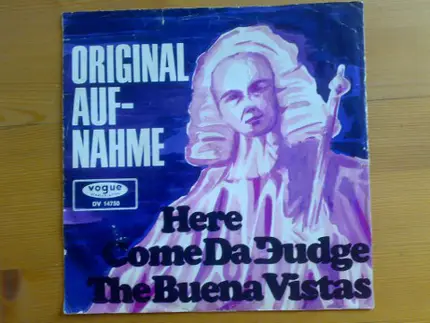 ORIGINAL
AUF-
NAHME
vogue
DV 14750
Here
Come Da Judge
The Buena Vistas